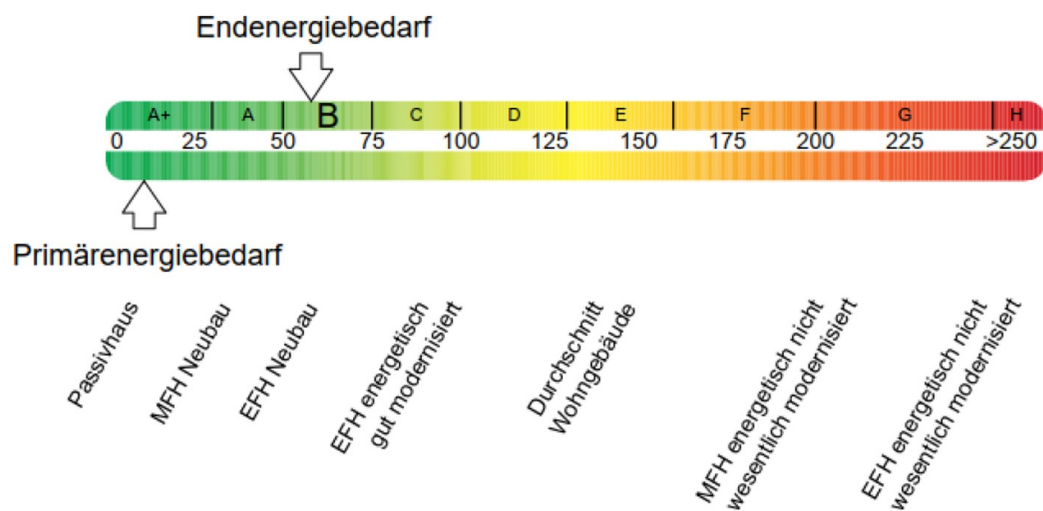 Endenergiebedarf
A+ A B C D E F G H
0 25 50 75 100 125 150 175 200 225 >250
Primärenergiebedarf
Passivhaus
MFH Neubau
EFH Neubau
EFH energetisch
gut modernisiert
Durchschnitt
Wohngebäude
MFH energetisch nicht
wesentlich modernisiert
EFH energetisch nicht
wesentlich modernisiert